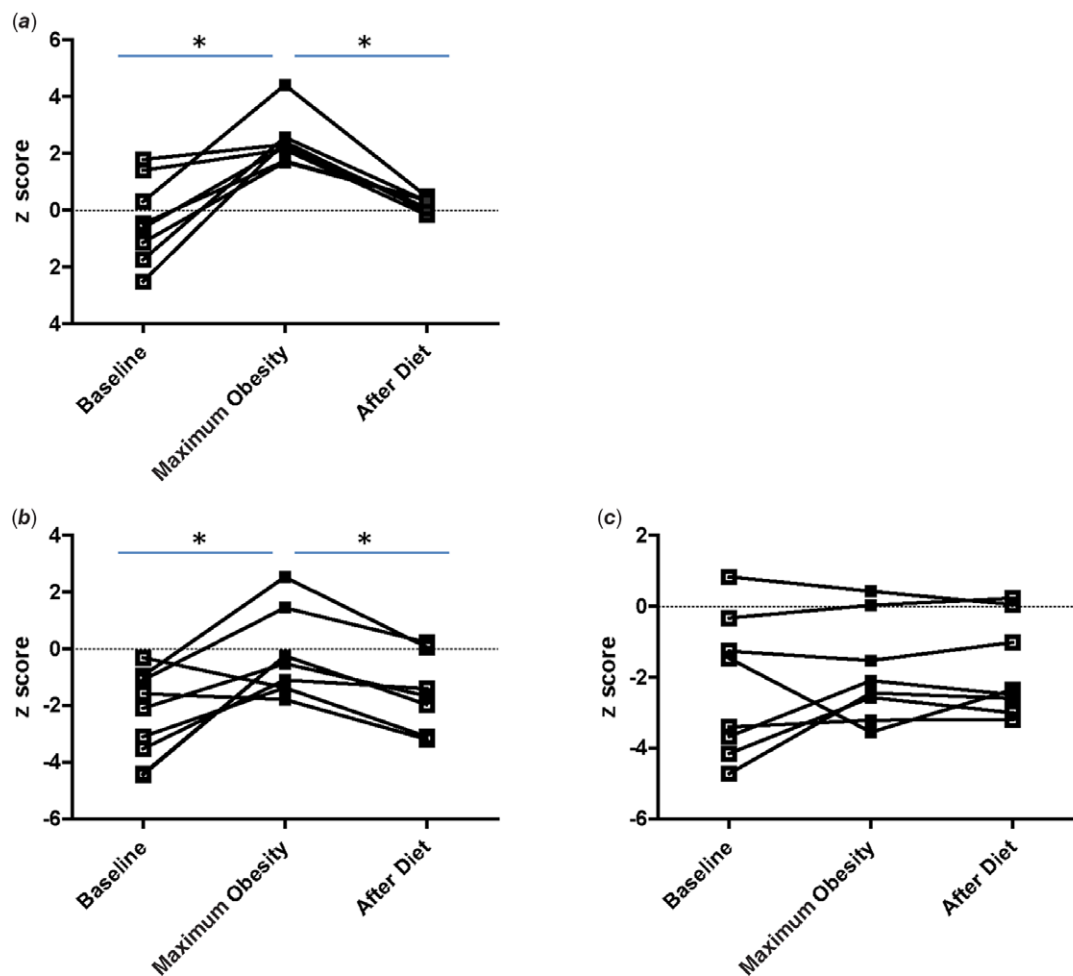 (a)
* *
6
4
2
0
2
4
z score
Baseline
Maximum Obesity
After Diet
(b)
* *
4
2
0
-2
-4
-6
z score
Baseline
Maximum Obesity
After Diet
(c)
2
0
-2
-4
-6
z score
Baseline
Maximum Obesity
After Diet